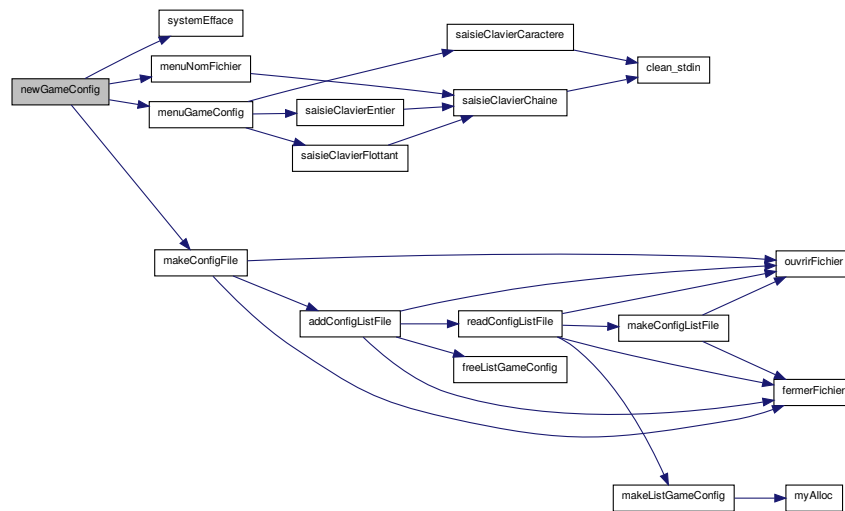 systemEfface
saisieClavierCaractere
menuNomFichier
clean_stdin
newGameConfig
saisieClavierChaine
menuGameConfig
saisieClavierEntier
saisieClavierFlottant
makeConfigFile
ouvrirFichier
addConfigListFile
readConfigListFile
makeConfigListFile
freeListGameConfig
fermerFichier
makeListGameConfig
myAlloc